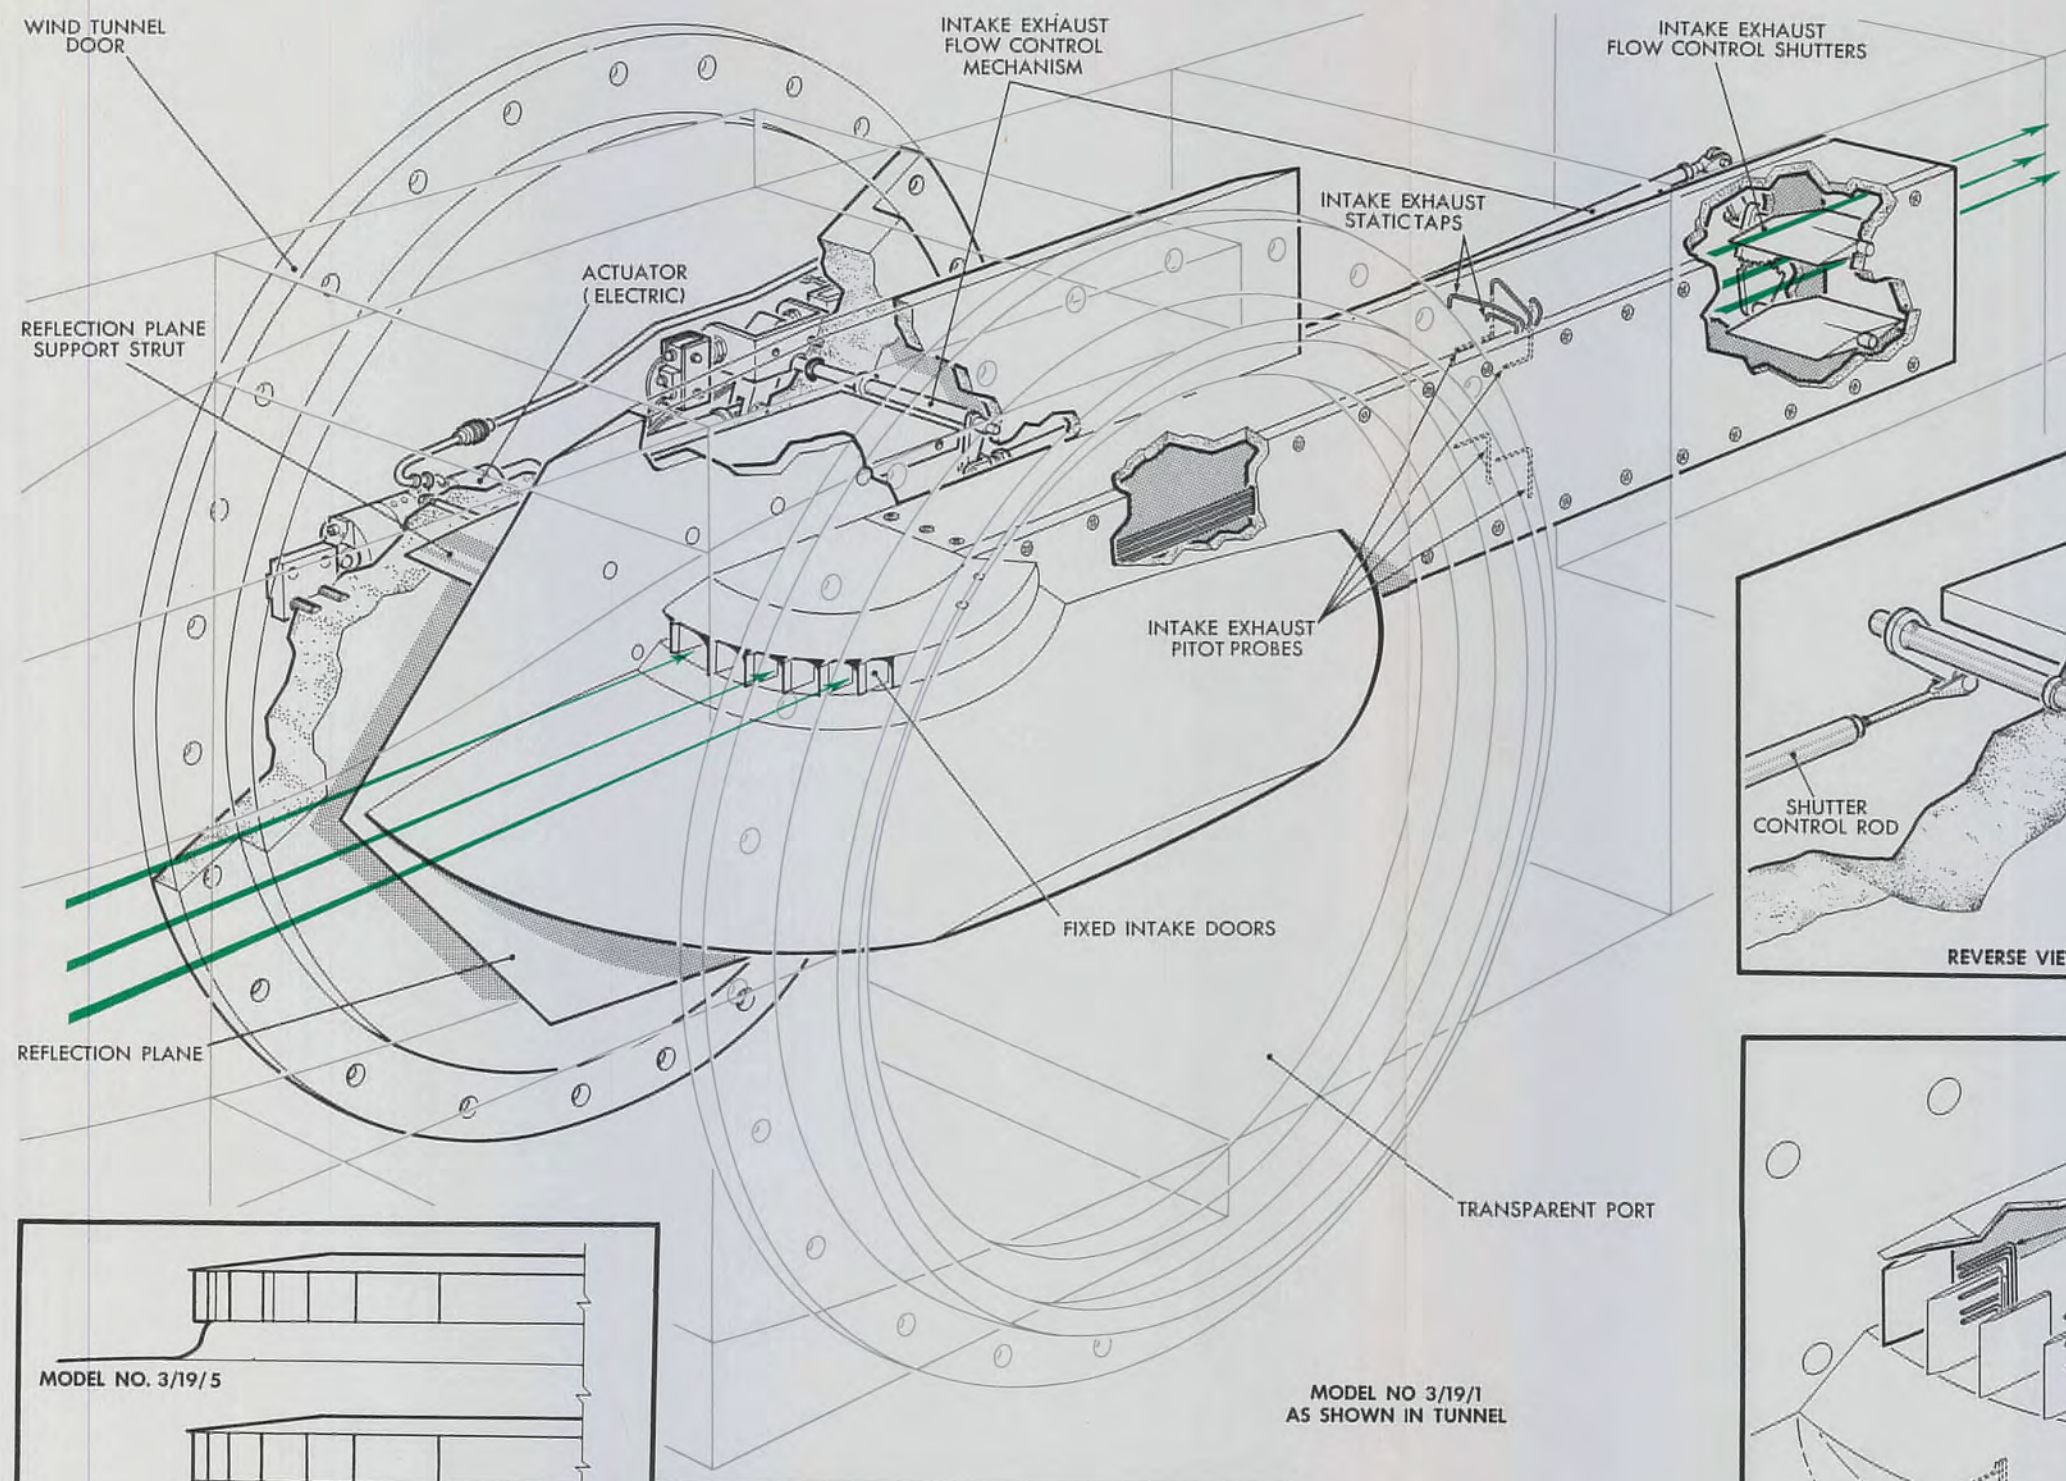 WIND TUNNEL
DOOR
INTAKE EXHAUST
FLOW CONTROL
MECHANISM
INTAKE EXHAUST
FLOW CONTROL SHUTTERS
INTAKE EXHAUST
STATIC TAPS
ACTUATOR
(ELECTRIC)
REFLECTION PLANE
SUPPORT STRUT
INTAKE EXHAUST
PITOT PROBES
SHUTTER
CONTROL ROD
FIXED INTAKE DOORS
REVERSE VIE
REFLECTION PLANE
TRANSPARENT PORT
MODEL NO. 3/19/5
MODEL NO 3/19/1
AS SHOWN IN TUNNEL